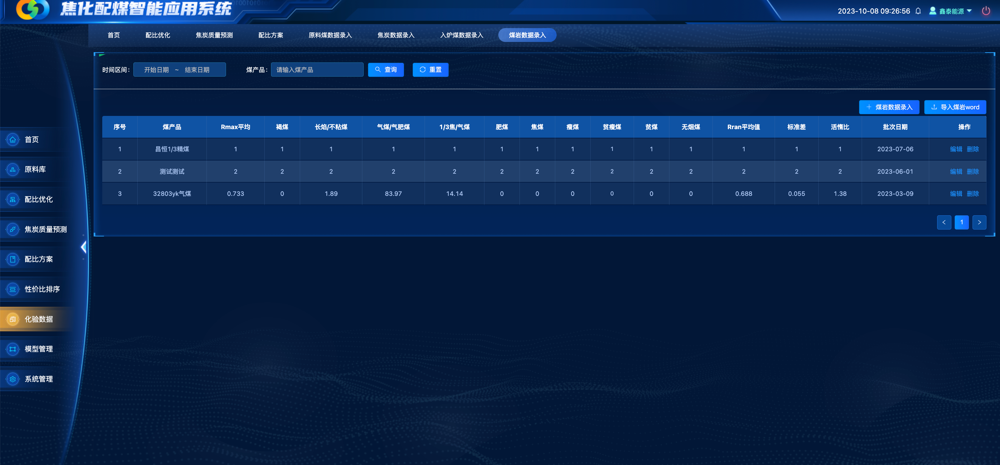 焦化配煤智能应用系统
2023-10-08 09:26:56 鑫泰能源
首页 配比优化 焦炭质量预测 配比方案 原料煤数据录入 焦炭数据录入 入炉煤数据录入 煤岩数据录入
时间区间: 开始日期 ~ 结束日期 煤产品: 请输入煤产品 查询 重置
煤岩数据录入 导入煤岩word
序号 煤产品 Rmax平均 褐煤 长焰/不粘煤 气煤/气肥煤 1/3焦/气煤 肥煤 焦煤 瘦煤 贫瘦煤 贫煤 无烟煤 Rran平均值 标准差 活惰比 批次日期 操作
1 昌恒1/3精煤 1 1 1 1 1 1 1 1 1 1 1 1 1 1 2023-07-06 编辑 删除
2 测试测试 2 2 2 2 2 2 2 2 2 2 2 2 2 2 2023-06-01 编辑 删除
3 32803yk气煤 0.733 0 1.89 83.97 14.14 0 0 0 0 0 0 0.688 0.055 1.38 2023-03-09 编辑 删除
< 1 >
首页
原料库
配比优化
焦炭质量预测
配比方案
性价比排序
化验数据
模型管理
系统管理